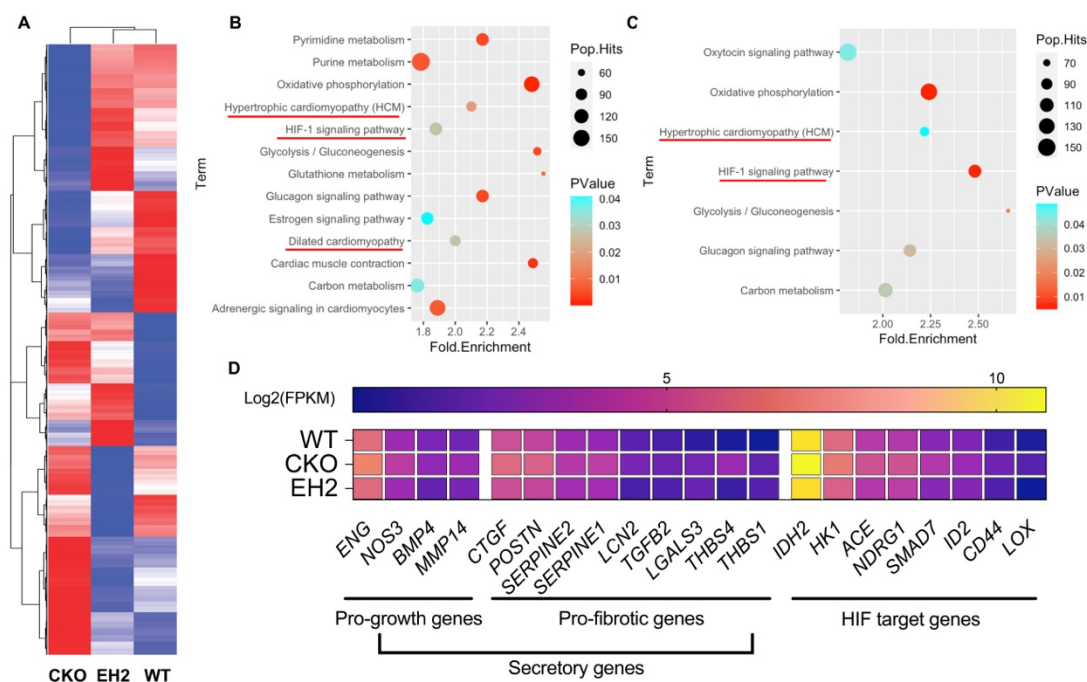 A
CKO EH2 WT
B
Term
Pyrimidine metabolism
Purine metabolism
Oxidative phosphorylation
Hypertrophic cardiomyopathy (HCM)
HIF-1 signaling pathway
Glycolysis / Gluconeogenesis
Glutathione metabolism
Glucagon signaling pathway
Estrogen signaling pathway
Dilated cardiomyopathy
Cardiac muscle contraction
Carbon metabolism
Adrenergic signaling in cardiomyocytes
1.8 2.0 2.2 2.4
Fold.Enrichment
Pop.Hits
60
90
120
150
PValue
0.04
0.03
0.02
0.01
C
Term
Oxytocin signaling pathway
Oxidative phosphorylation
Hypertrophic cardiomyopathy (HCM)
HIF-1 signaling pathway
Glycolysis / Gluconeogenesis
Glucagon signaling pathway
Carbon metabolism
2.00 2.25 2.50
Fold.Enrichment
Pop.Hits
70
90
110
130
150
PValue
0.04
0.03
0.02
0.01
D
5 10
Log2(FPKM)
WT
CKO
EH2
ENG
NOS3
BMP4
MMP14
CTGF
POSTN
SERPINE2
SERPINE1
LCN2
TGFB2
LGALS3
THBS4
THBS1
IDH2
HK1
ACE
NDRG1
SMAD7
ID2
CD44
LOX
Pro-growth genes Pro-fibrotic genes HIF target genes
Secretory genes